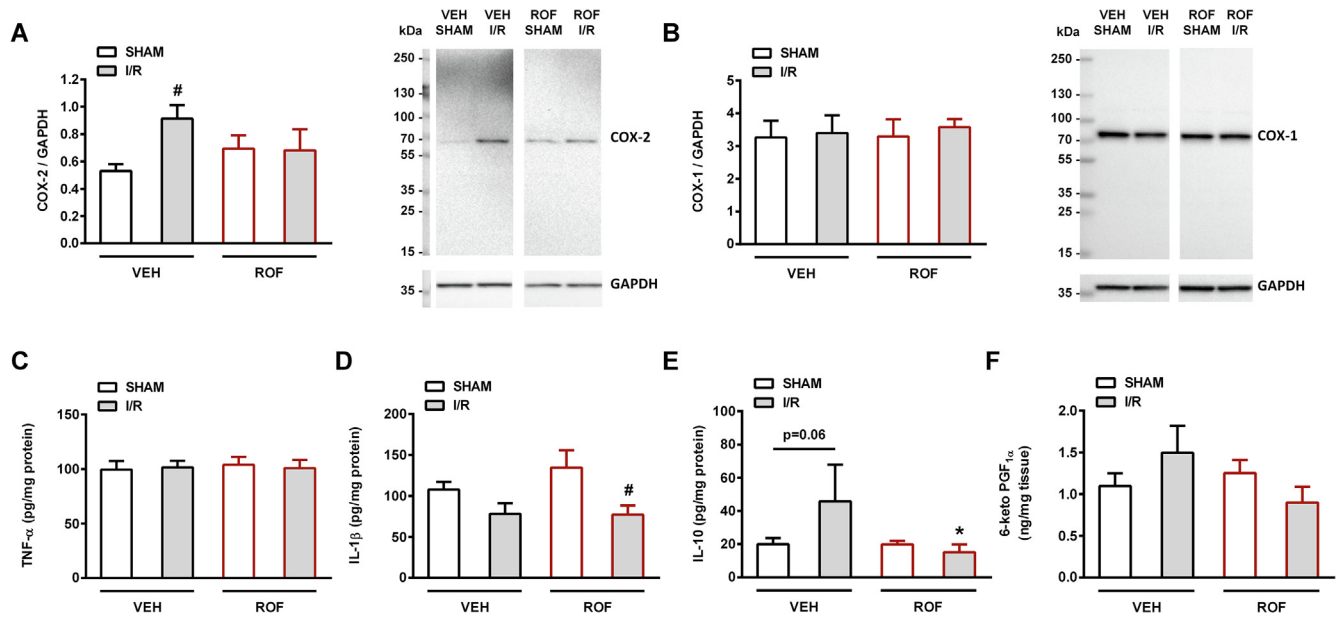 A
SHAM
I/R
COX-2 / GAPDH
1.2
1.0
0.8
0.6
0.4
0.2
0.0
#
VEH
ROF
kDa
VEH SHAM
VEH I/R
ROF SHAM
ROF I/R
250
130
100
70
55
35
25
15
35
COX-2
GAPDH
B
SHAM
I/R
COX-1 / GAPDH
5
4
3
2
1
0
VEH
ROF
kDa
VEH SHAM
VEH I/R
ROF SHAM
ROF I/R
250
130
100
70
55
35
25
15
35
COX-1
GAPDH
C
SHAM
I/R
TNF-α (pg/mg protein)
150
100
50
0
VEH
ROF
D
SHAM
I/R
IL-1β (pg/mg protein)
200
150
100
50
0
#
VEH
ROF
E
SHAM
I/R
IL-10 (pg/mg protein)
100
80
60
40
20
0
p=0.06
*
VEH
ROF
F
SHAM
I/R
6-keto PGF1α
(ng/mg tissue)
2.0
1.5
1.0
0.5
0.0
VEH
ROF